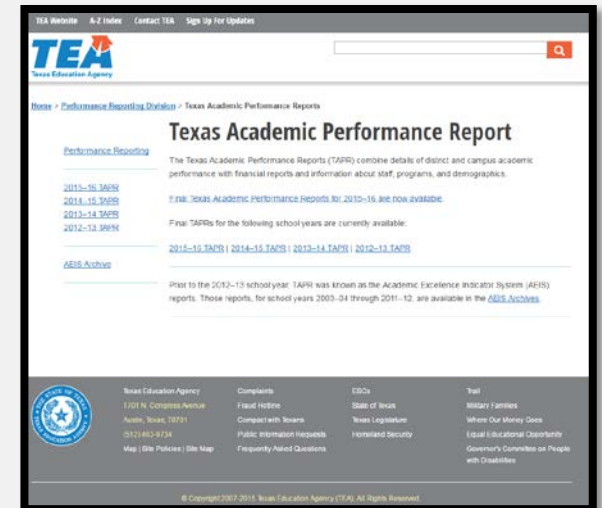 TEA Website A-Z Index Contact TEA Sign Up For Updates
TEA
Texas Education Agency
Home > Performance Reporting Division > Texas Academic Performance Reports
Texas Academic Performance Report
Performance Reporting
2015-16 TAPR
2014-15 TAPR
2013-14 TAPR
2012-13 TAPR
AEIS Archive
The Texas Academic Performance Reports (TAPR) combine details of district and campus academic
performance with financial reports and information about staff, programs, and demographics.
Final Texas Academic Performance Reports for 2015-16 are now available.
Final TAPRs for the following school years are currently available:
2015-16 TAPR | 2014-15 TAPR | 2013-14 TAPR | 2012-13 TAPR
Prior to the 2012-13 school year, TAPR was known as the Academic Excellence Indicator System (AEIS)
reports. Those reports, for school years 2003-04 through 2011-12, are available in the AEIS Archives.
Texas Education Agency
1701 N. Congress Avenue
Austin, Texas, 78701
(512) 463-9734
Map | Site Policies | Site Map
Complaints
Fraud Hotline
Compact with Texans
Public Information Requests
Frequently Asked Questions
ESCs
State of Texas
Texas Legislature
Homeland Security
Trail
Military Families
Where Our Money Goes
Equal Educational Opportunity
Governor's Committee on People
with Disabilities
© Copyright 2007-2015 Texas Education Agency (TEA). All Rights Reserved.